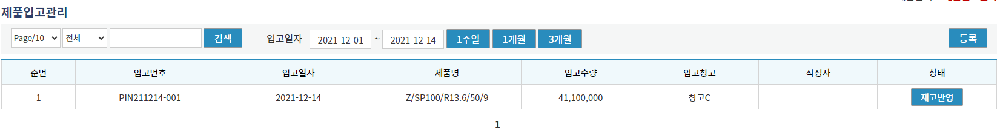 제품입고관리
Page/10 전체 검색 입고일자 2021-12-01 ~ 2021-12-14 1주일 1개월 3개월 등록
순번 입고번호 입고일자 제품명 입고수량 입고창고 작성자 상태
1 PIN211214-001 2021-12-14 Z/SP100/R13.6/50/9 41,100,000 창고C 재고반영
1